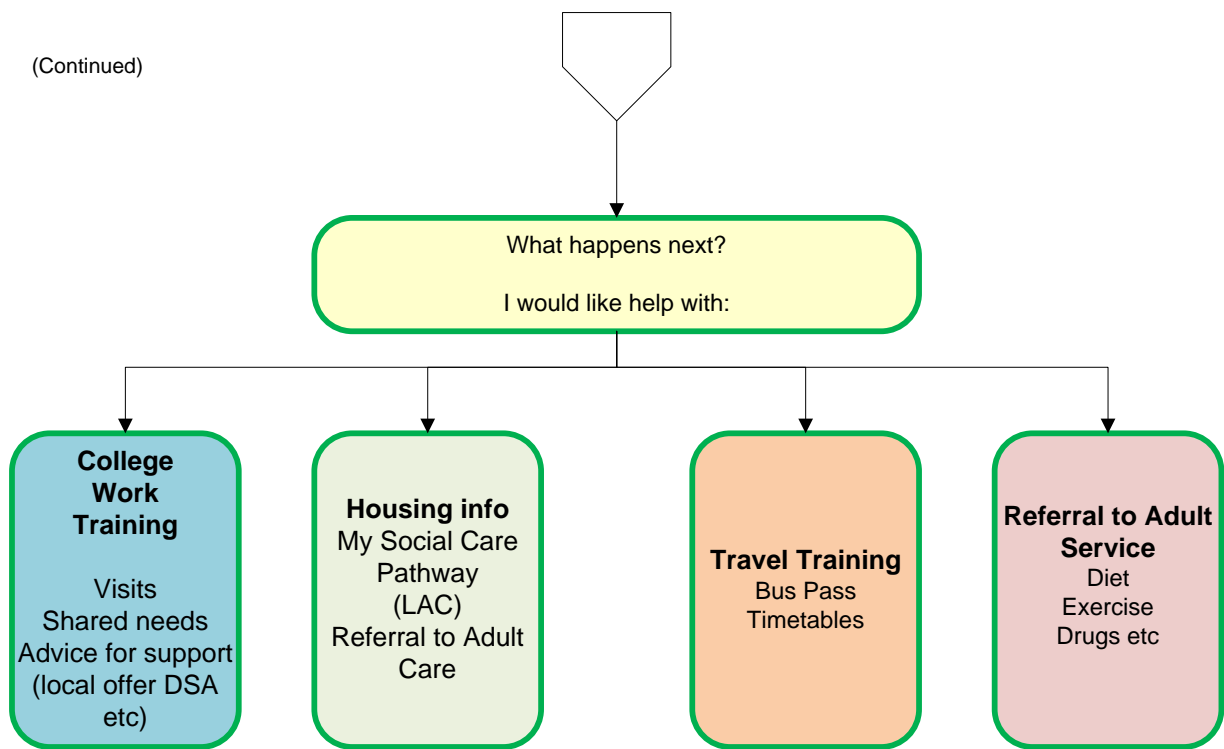 (Continued)
What happens next?
I would like help with:
College
Work
Training
Visits
Shared needs
Advice for support
(local offer DSA
etc)
Housing info
My Social Care
Pathway
(LAC)
Referral to Adult
Care
Travel Training
Bus Pass
Timetables
Referral to Adult
Service
Diet
Exercise
Drugs etc